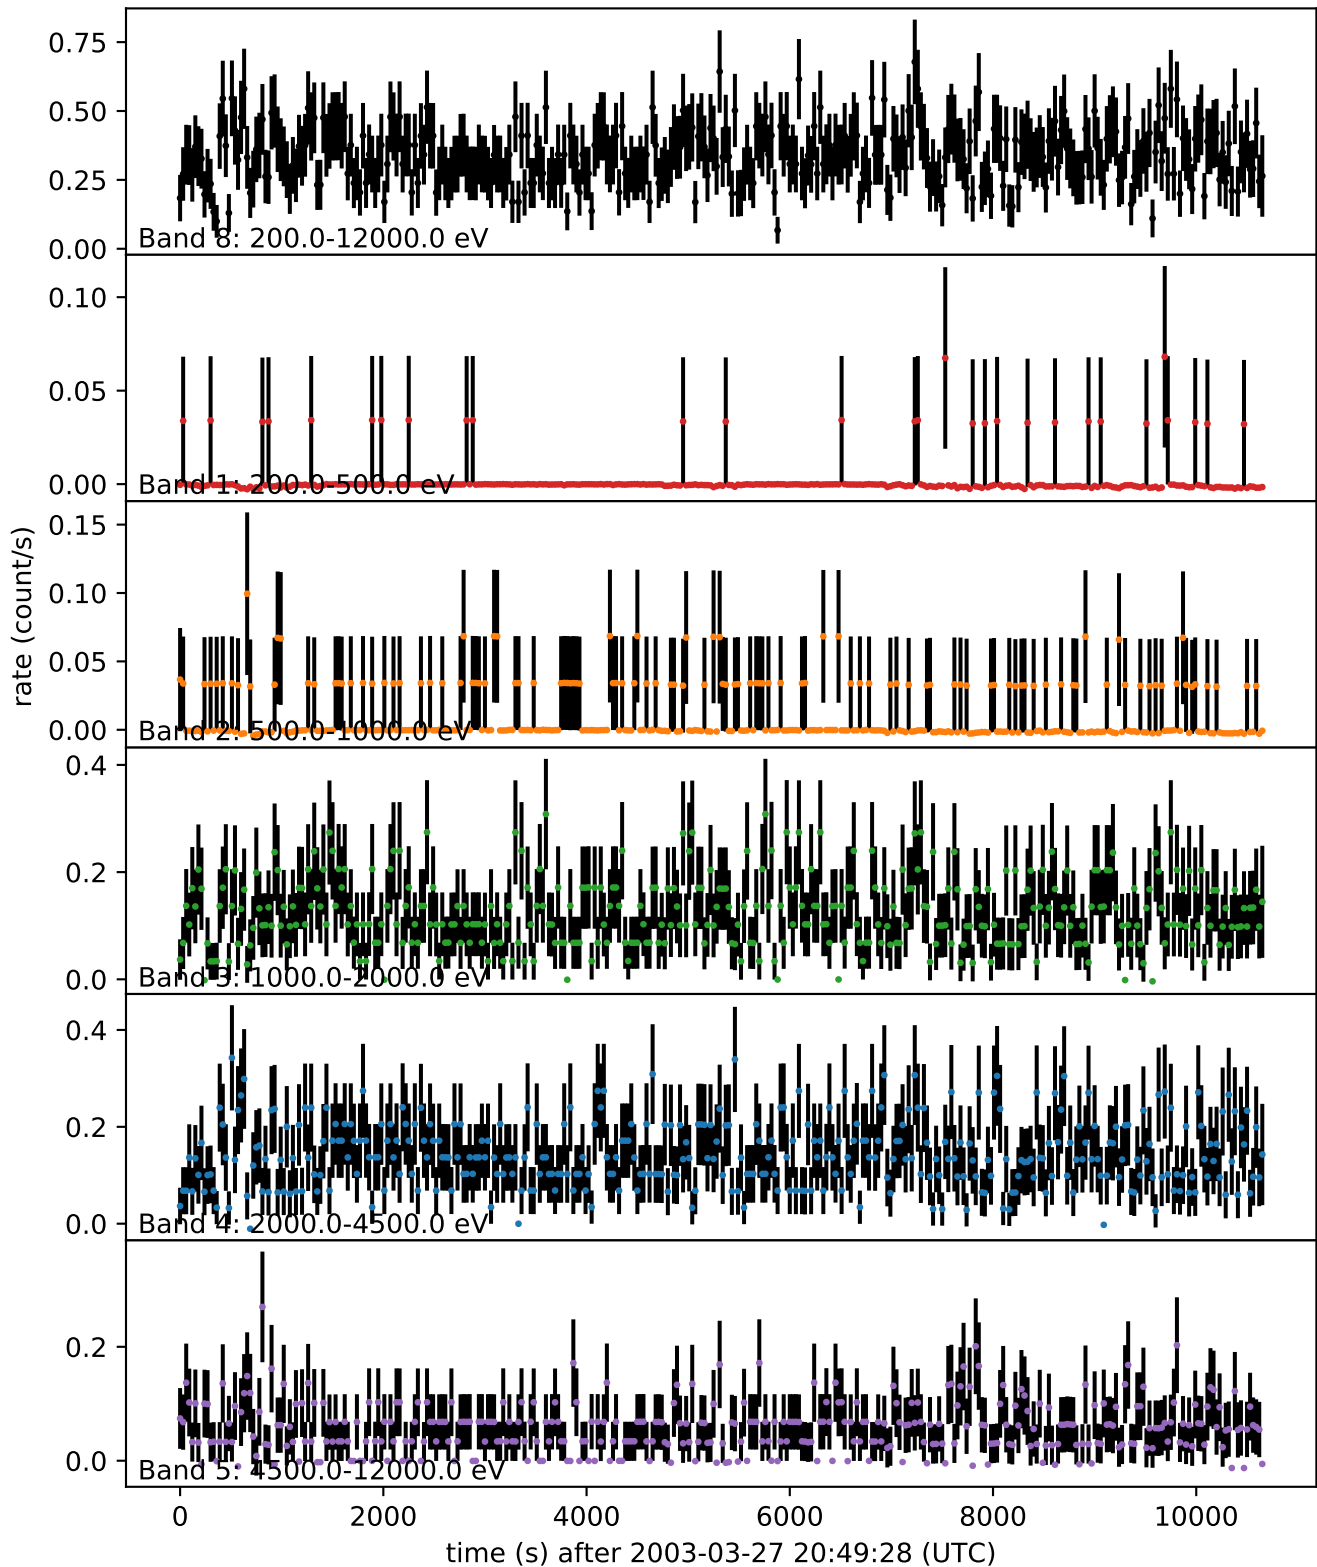 0.75
0.50
0.25
0.00
Band 8: 200.0-12000.0 eV
0.10
0.05
0.00
Band 1: 200.0-500.0 eV
0.15
0.10
0.05
0.00
Band 2: 500.0-1000.0 eV
rate (count/s)
0.4
0.2
0.0
Band 3: 1000.0-2000.0 eV
0.4
0.2
0.0
Band 4: 2000.0-4500.0 eV
0.2
0.0
Band 5: 4500.0-12000.0 eV
0 2000 4000 6000 8000 10000
time (s) after 2003-03-27 20:49:28 (UTC)